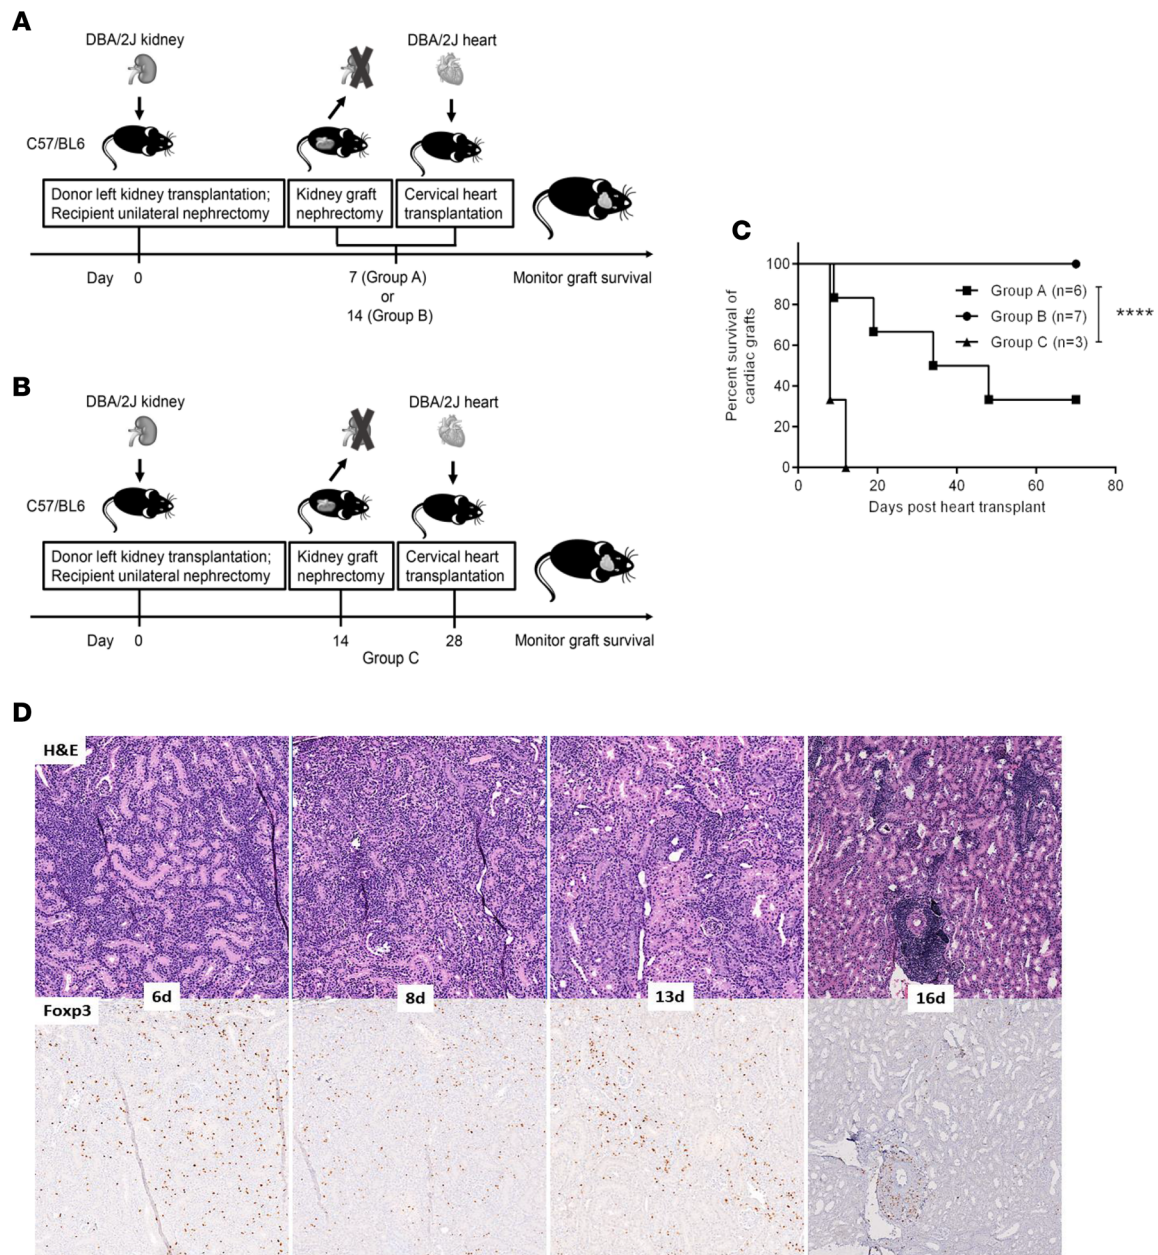 A
DBA/2J kidney
DBA/2J heart
C57/BL6
Donor left kidney transplantation;
Recipient unilateral nephrectomy
Kidney graft
nephrectomy
Cervical heart
transplantation
Day
0
7 (Group A)
or
14 (Group B)
Monitor graft survival
B
DBA/2J kidney
DBA/2J heart
C57/BL6
Donor left kidney transplantation;
Recipient unilateral nephrectomy
Kidney graft
nephrectomy
Cervical heart
transplantation
Day
0
14
28
Monitor graft survival
Group C
C
Percent survival of
cardiac grafts
100
80
60
40
20
0
0
20
40
60
80
Days post heart transplant
Group A (n=6)
Group B (n=7)
Group C (n=3)
****
D
H&E
6d
8d
13d
16d
Foxp3